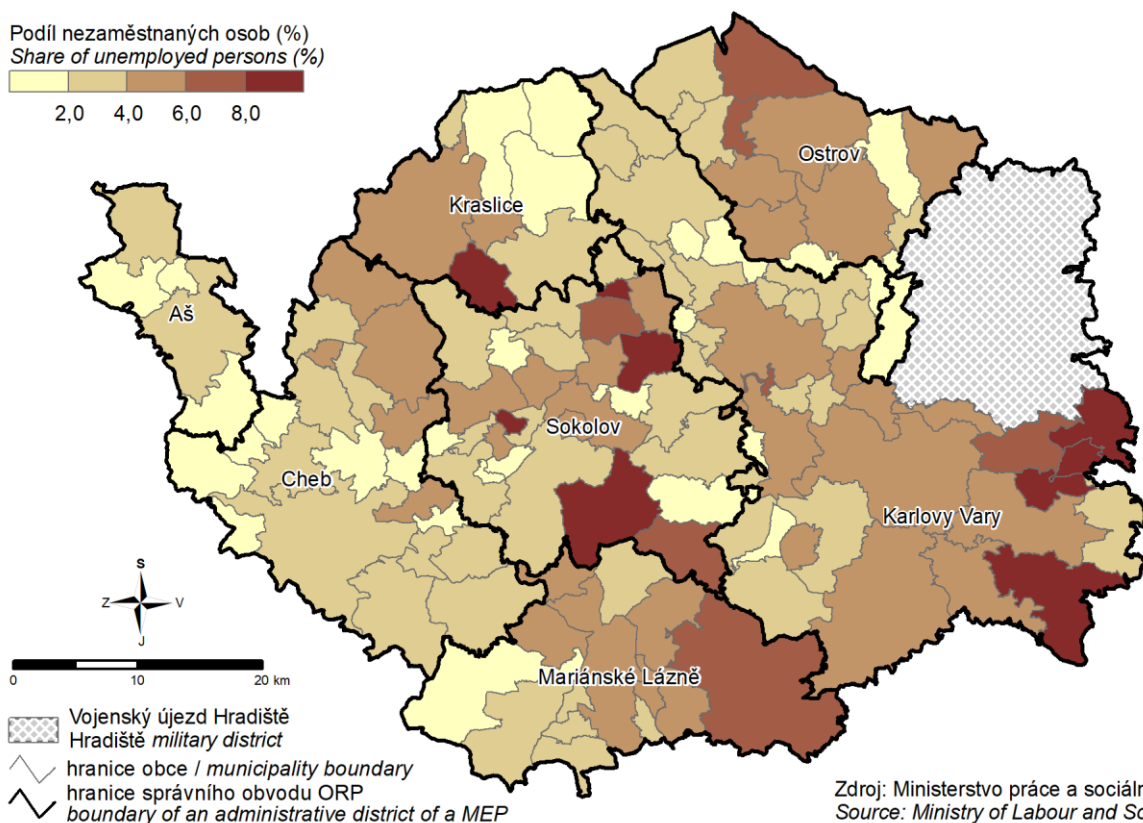 Podíl nezaměstnaných osob (%)
Share of unemployed persons (%)
2,0 4,0 6,0 8,0
Ostrov
Kraslice
Aš
Sokolov
Cheb
Karlovy Vary
Mariánské Lázně
S
Z V
J
0 10 20 km
Vojenský újezd Hradiště
Hradiště military district
hranice obce / municipality boundary
hranice správního obvodu ORP
boundary of an administrative district of a MEP
Zdroj: Ministerstvo práce a sociáln
Source: Ministry of Labour and So